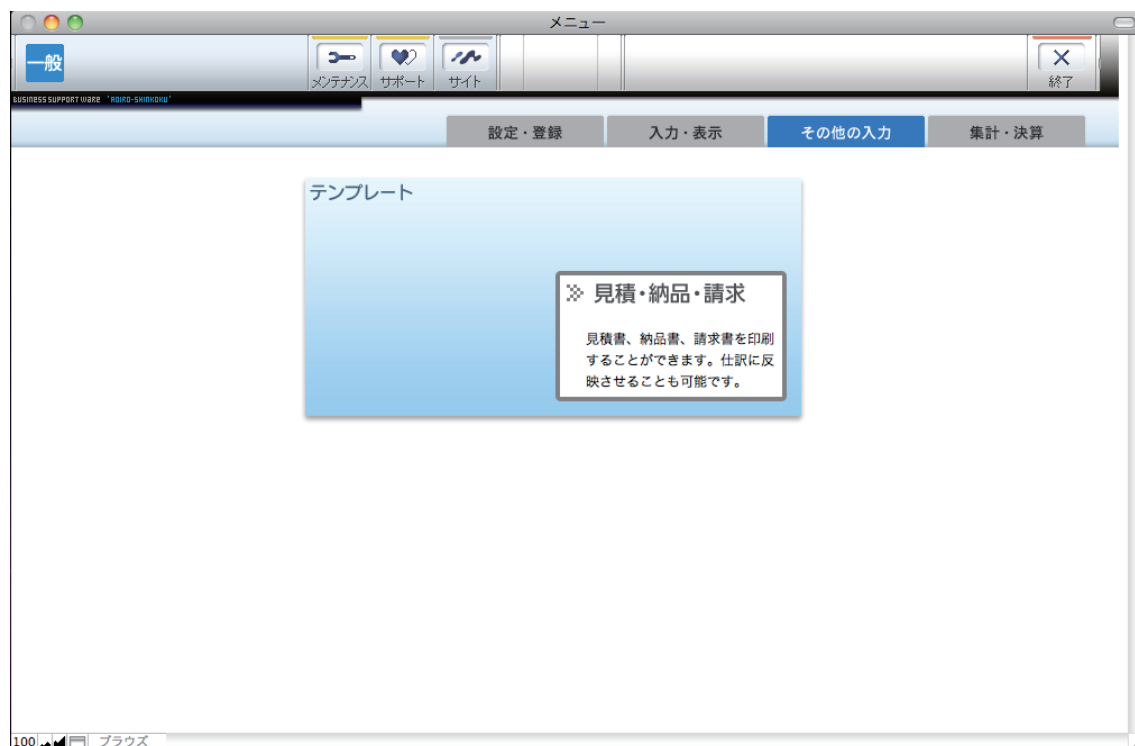 メニュー
一般
メンテナンス サポート サイト 終了
BUSINESS SUPPORT WARE 'AOIRO-SHINKOKU'
設定・登録 入力・表示 その他の入力 集計・決算
テンプレート
見積・納品・請求
見積書、納品書、請求書を印刷
することができます。仕訳に反
映させることも可能です。
100 ブラウズ